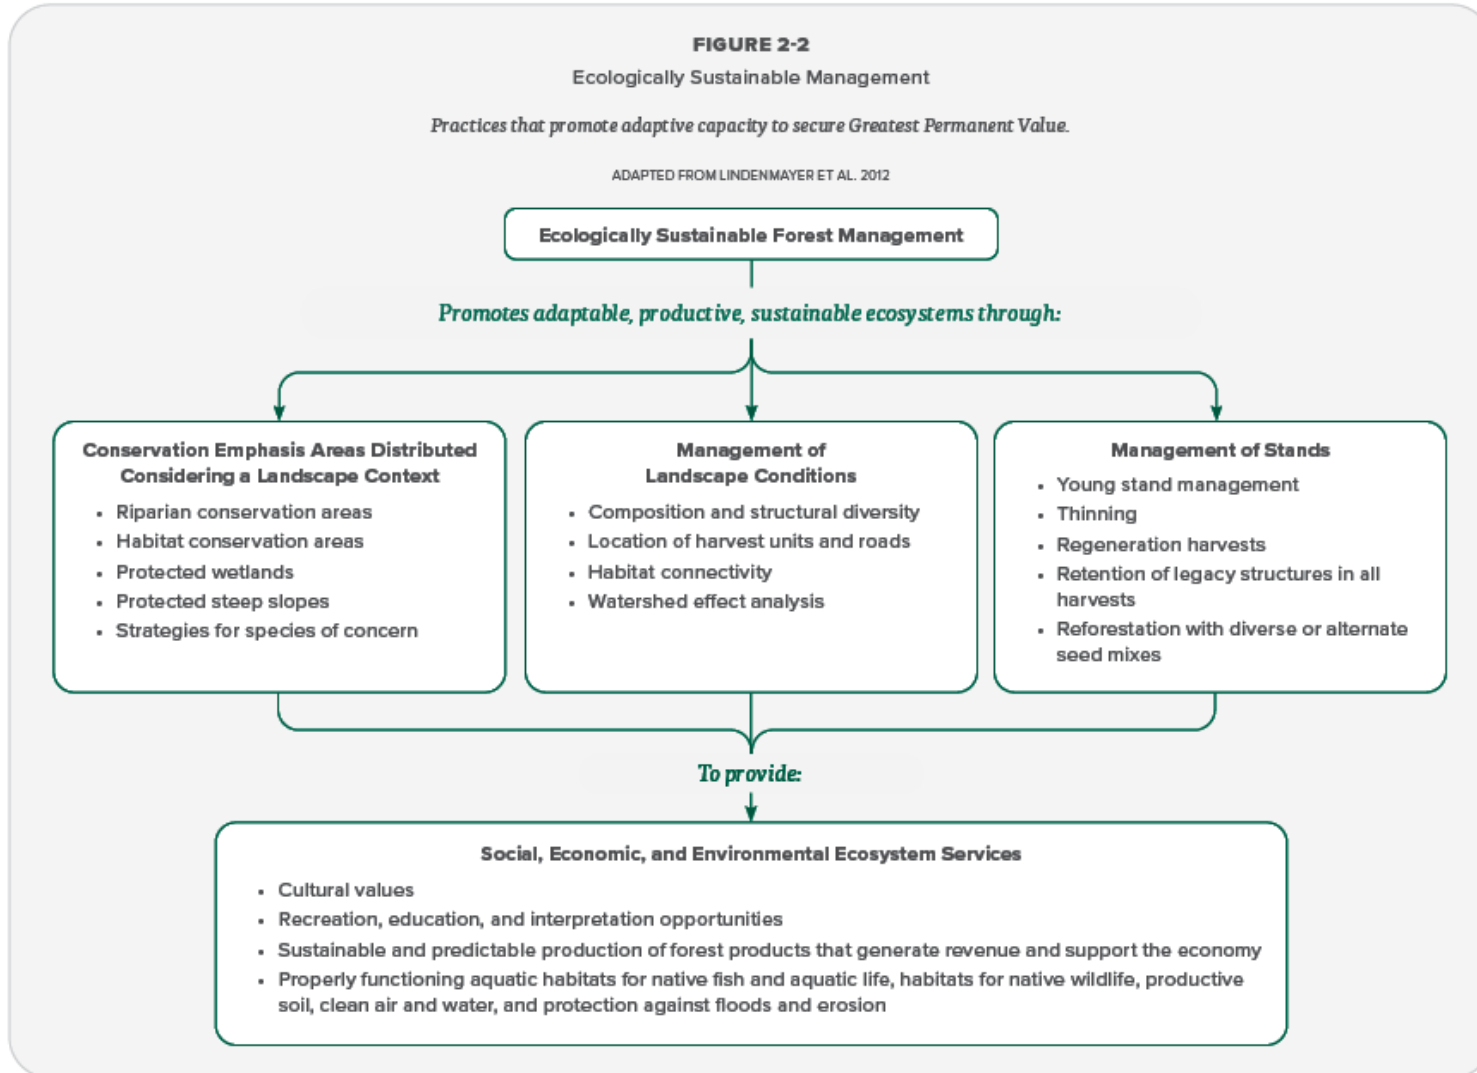 FIGURE 2-2
Ecologically Sustainable Management
Practices that promote adaptive capacity to secure Greatest Permanent Value.
ADAPTED FROM LINDENMAYER ET AL. 2012
Ecologically Sustainable Forest Management
Promotes adaptable, productive, sustainable ecosystems through:
Conservation Emphasis Areas Distributed
Considering a Landscape Context
• Riparian conservation areas
• Habitat conservation areas
• Protected wetlands
• Protected steep slopes
• Strategies for species of concern
Management of
Landscape Conditions
• Composition and structural diversity
• Location of harvest units and roads
• Habitat connectivity
• Watershed effect analysis
Management of Stands
• Young stand management
• Thinning
• Regeneration harvests
• Retention of legacy structures in all
harvests
• Reforestation with diverse or alternate
seed mixes
To provide:
Social, Economic, and Environmental Ecosystem Services
• Cultural values
• Recreation, education, and interpretation opportunities
• Sustainable and predictable production of forest products that generate revenue and support the economy
• Properly functioning aquatic habitats for native fish and aquatic life, habitats for native wildlife, productive
soil, clean air and water, and protection against floods and erosion